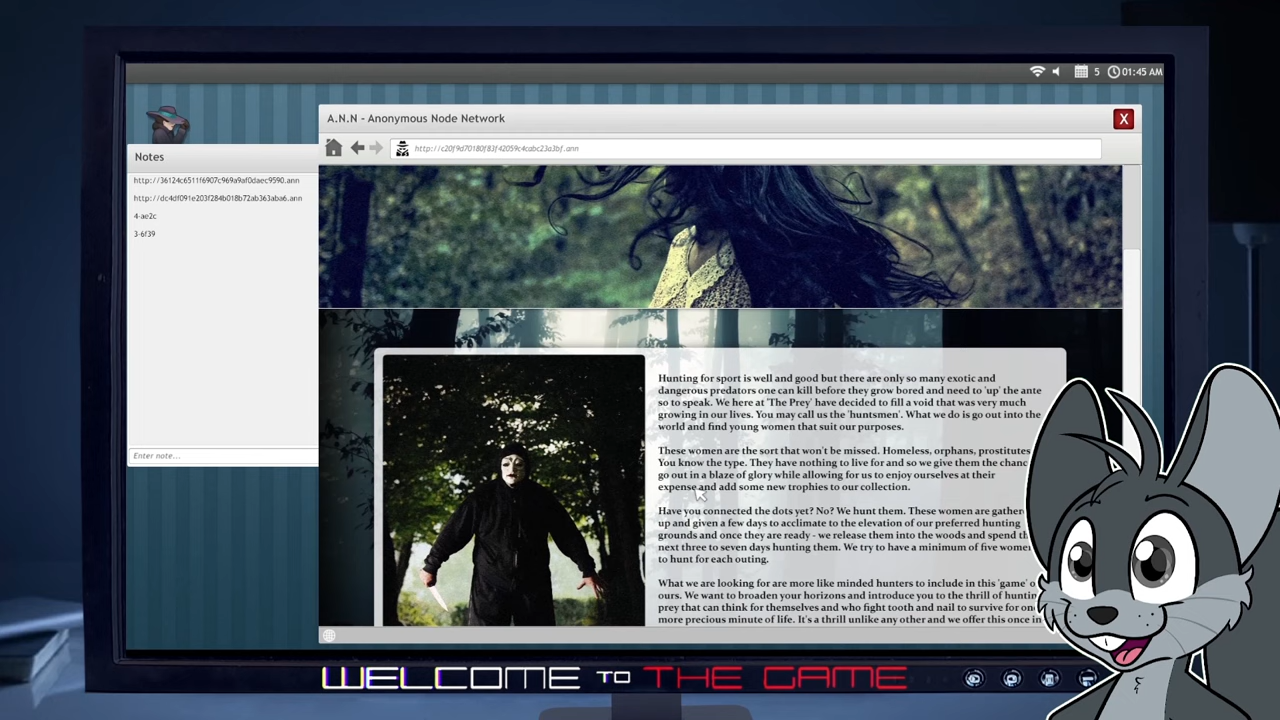 5 01:45 AM
A.N.N - Anonymous Node Network
X
http://c20f9d70180f83f42059c4cabc23a3bf.ann
Notes
http://36124c6511f6907c969a9af0daec9590.ann
http://dc4df091e203f284b018b72ab363aba6.ann
4-ae2c
3-6f39
Enter note...
Hunting for sport is well and good but there are only so many exotic and
dangerous predators one can kill before they grow bored and need to 'up' the ante
so to speak. We here at 'The Prey' have decided to fill a void that was very much
growing in our lives. You may call us the 'huntsmen'. What we do is go out into the
world and find young women that suit our purposes.
These women are the sort that won't be missed. Homeless, orphans, prostitutes
You know the type. They have nothing to live for and so we give them the chanc
go out in a blaze of glory while allowing for us to enjoy ourselves at their
expense and add some new trophies to our collection.
Have you connected the dots yet? No? We hunt them. These women are gather
up and given a few days to acclimate to the elevation of our preferred hunting
grounds and once they are ready - we release them into the woods and spend th
next three to seven days hunting them. We try to have a minimum of five women
to hunt for each outing.
What we are looking for are more like minded hunters to include in this 'game' o
ours. We want to broaden your horizons and introduce you to the thrill of huntin
prey that can think for themselves and who fight tooth and nail to survive for one
more precious minute of life. It's a thrill unlike any other and we offer this once in
WELCOME TO THE GAME